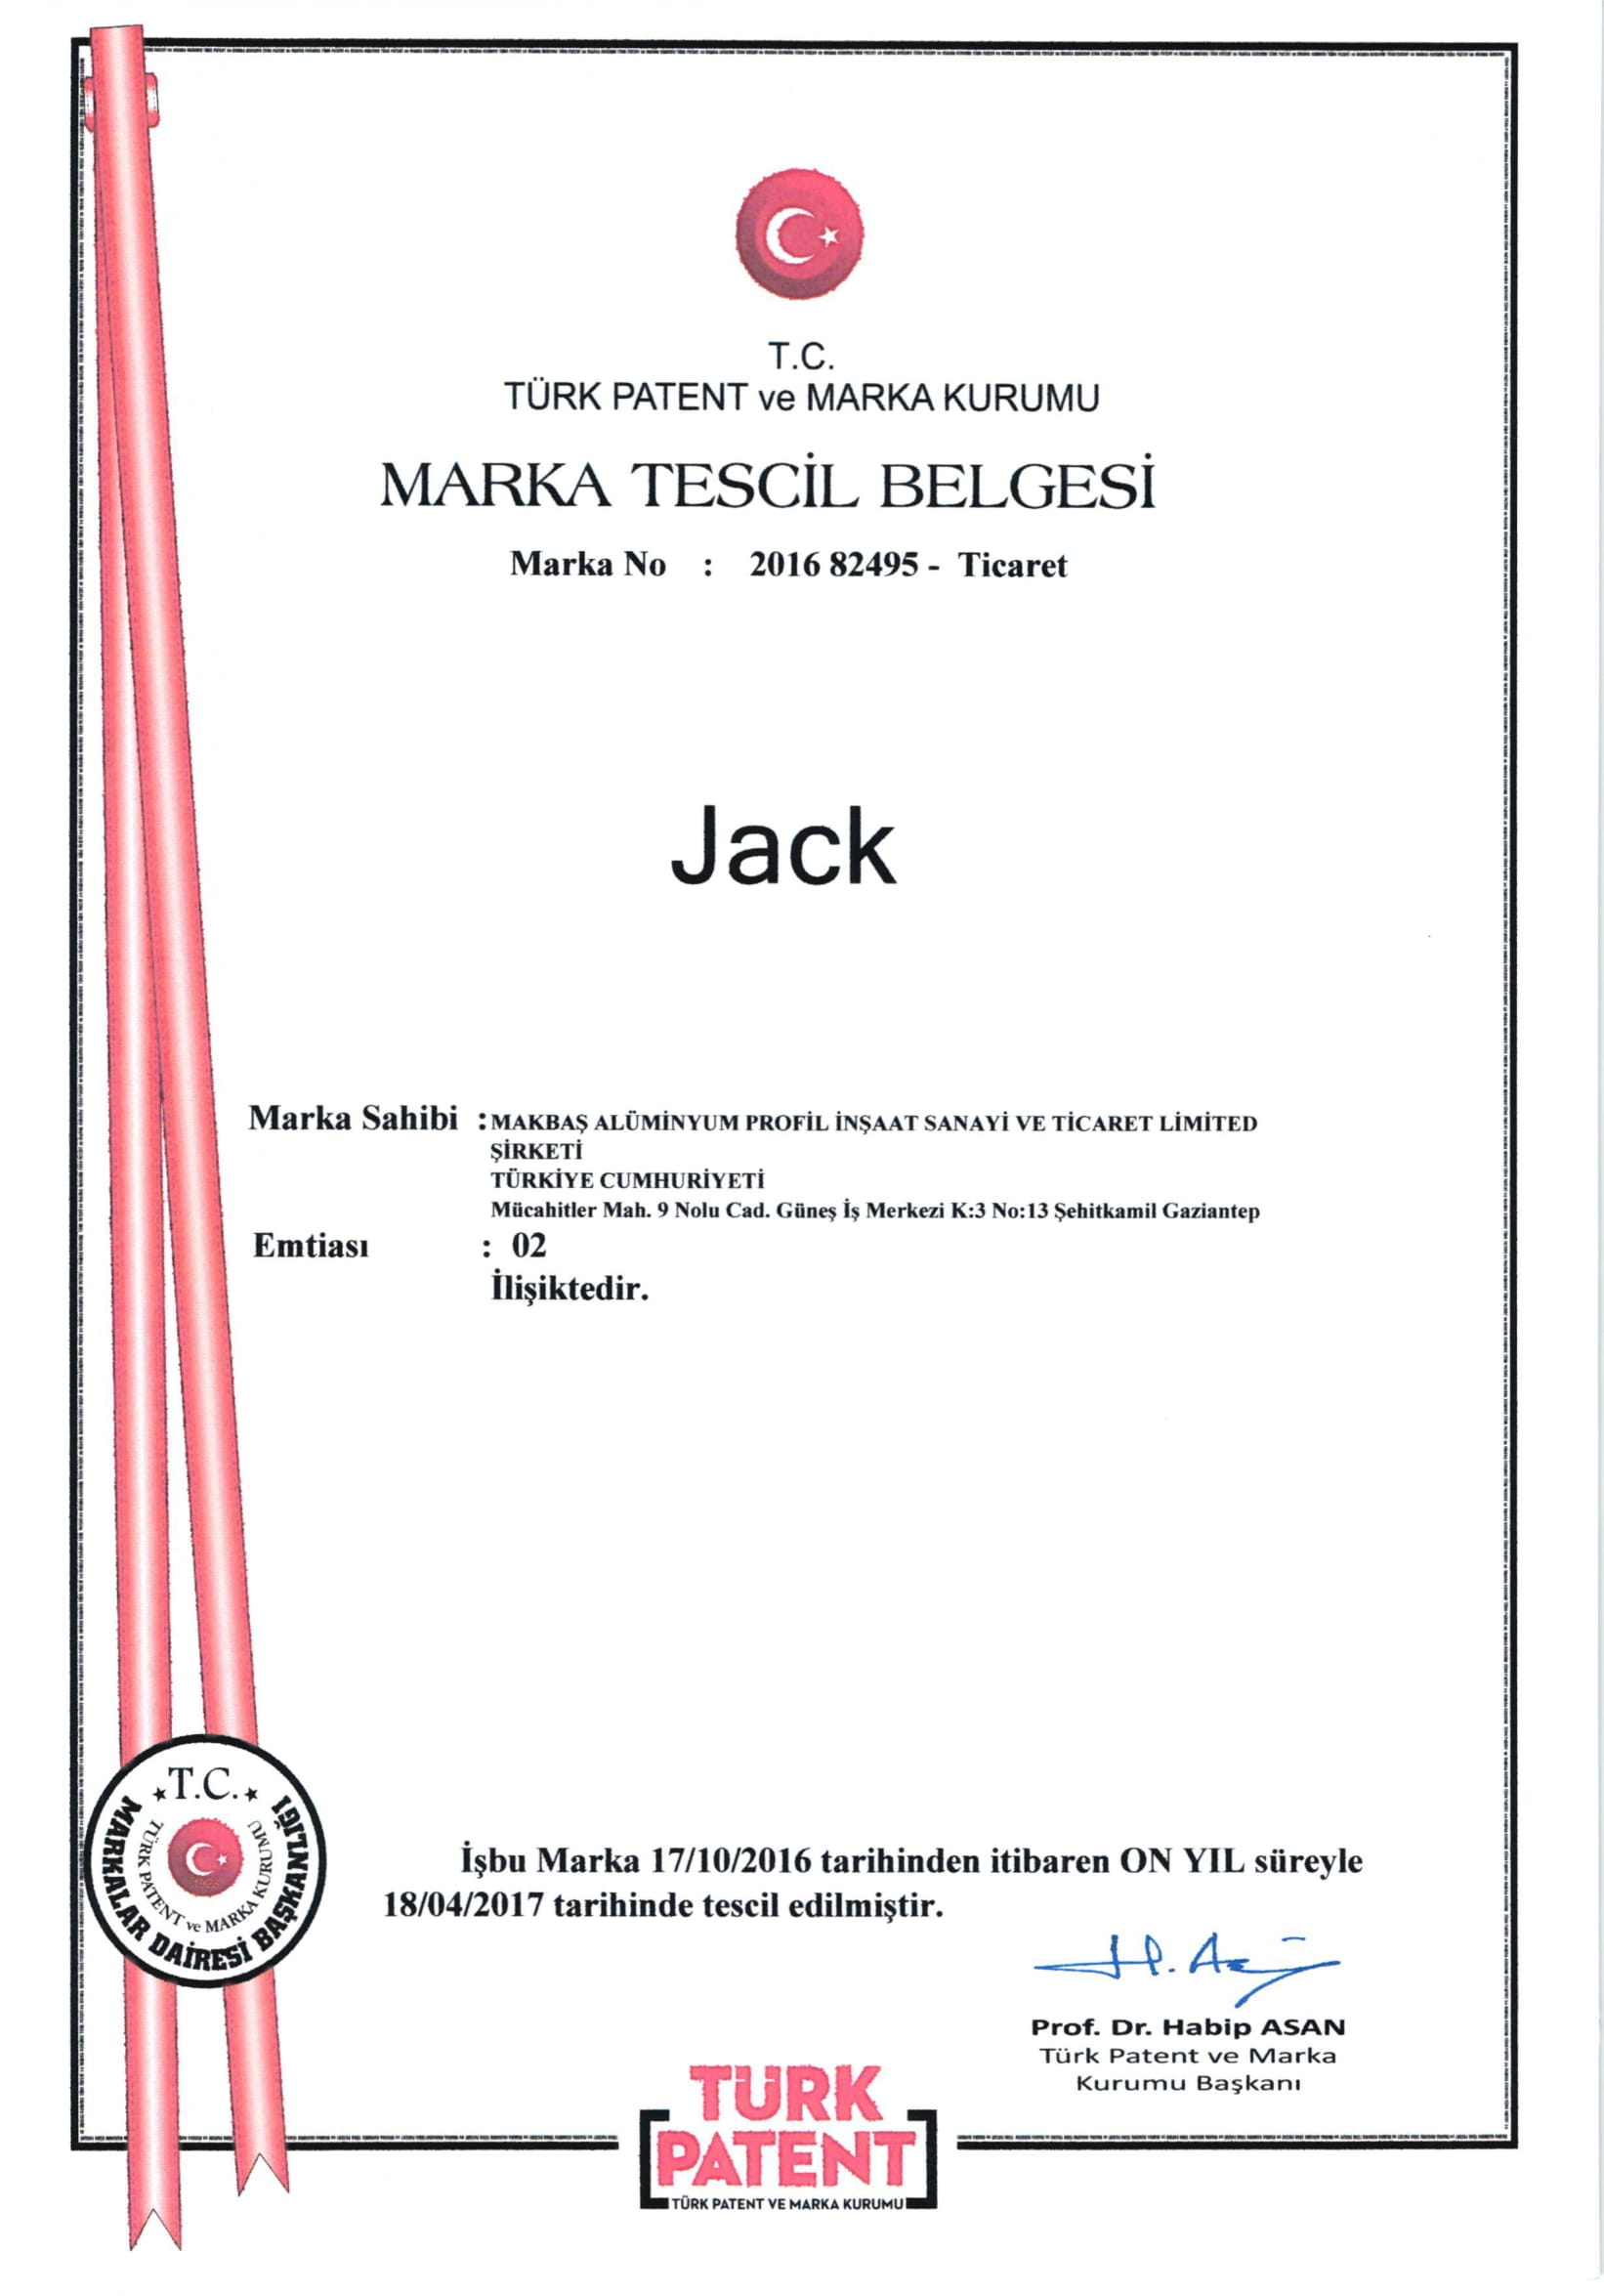 T.C.
TÜRK PATENT ve MARKA KURUMU
MARKA TESCİL BELGESİ
Marka No : 2016 82495 - Ticaret
Jack
Marka Sahibi : MAKBAŞ ALÜMİNYUM PROFİL İNŞAAT SANAYİ VE TİCARET LİMİTED
ŞİRKETİ
TÜRKİYE CUMHURİYETİ
Mücahitler Mah. 9 Nolu Cad. Güneş İş Merkezi K:3 No:13 Şehitkamil Gaziantep
Emtiası : 02
İlişiktedir.
T.C.
MARKALAR DAİRESİ BAŞKANLIĞI
TÜRK PATENT ve MARKA KURUMU
İşbu Marka 17/10/2016 tarihinden itibaren ON YIL süreyle
18/04/2017 tarihinde tescil edilmiştir.
H. Asan
Prof. Dr. Habip ASAN
Türk Patent ve Marka
Kurumu Başkanı
TÜRK
PATENT
TÜRK PATENT VE MARKA KURUMU